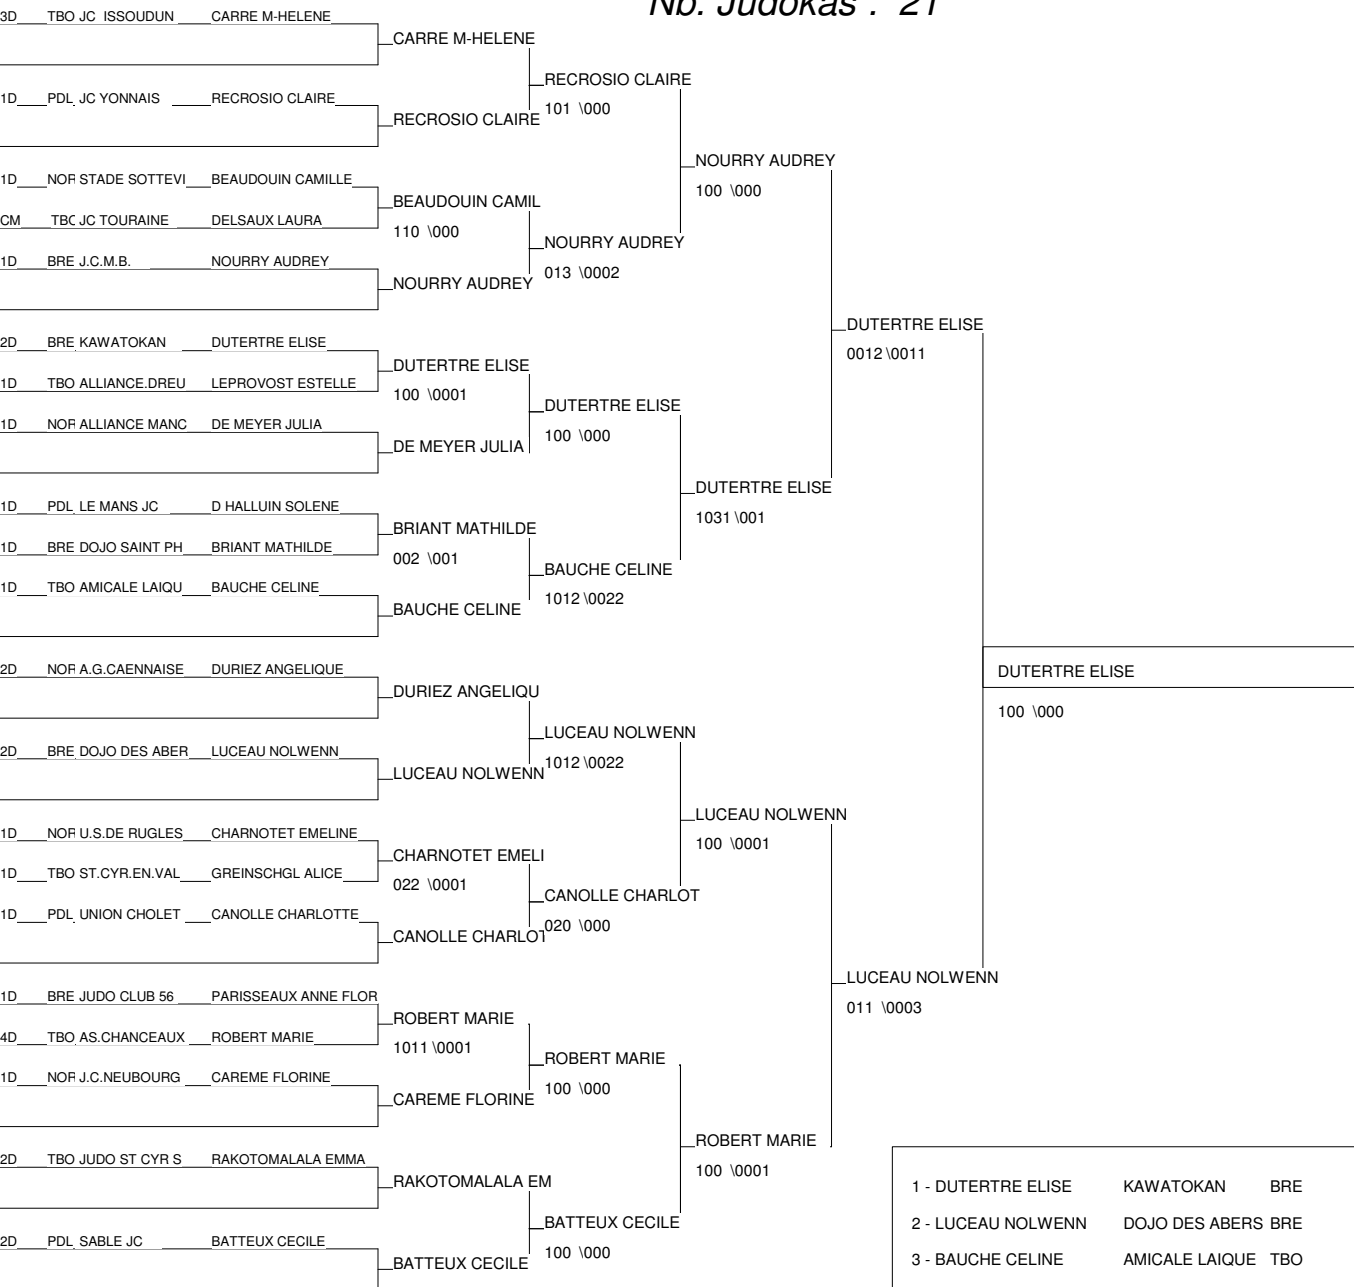 Nb. Judokas : 21
3D TBO JC ISSOUDUN CARRE M-HELENE
CARRE M-HELENE
RECROSIO CLAIRE
101 \000
1D PDL JC YONNAIS RECROSIO CLAIRE
RECROSIO CLAIRE
NOURRY AUDREY
100 \000
1D NOR STADE SOTTEVI BEAUDOUIN CAMILLE
BEAUDOUIN CAMIL
110 \000
CM TBO JC TOURAINE DELSAUX LAURA
NOURRY AUDREY
013 \0002
1D BRE J.C.M.B. NOURRY AUDREY
NOURRY AUDREY
DUTERTRE ELISE
0012 \0011
2D BRE KAWATOKAN DUTERTRE ELISE
DUTERTRE ELISE
100 \0001
1D TBO ALLIANCE.DREU LEPROVOST ESTELLE
DUTERTRE ELISE
100 \000
1D NOR ALLIANCE MANC DE MEYER JULIA
DE MEYER JULIA
DUTERTRE ELISE
1031 \001
1D PDL LE MANS JC D HALLUIN SOLENE
BRIANT MATHILDE
002 \001
1D BRE DOJO SAINT PH BRIANT MATHILDE
BAUCHE CELINE
1012 \0022
1D TBO AMICALE LAIQU BAUCHE CELINE
BAUCHE CELINE
DUTERTRE ELISE
100 \000
2D NOR A.G.CAENNAISE DURIEZ ANGELIQUE
DURIEZ ANGELIQU
LUCEAU NOLWENN
1012 \0022
2D BRE DOJO DES ABER LUCEAU NOLWENN
LUCEAU NOLWENN
LUCEAU NOLWENN
100 \0001
1D NOR U.S.DE RUGLES CHARNOTET EMELINE
CHARNOTET EMELI
022 \0001
1D TBO ST.CYR.EN.VAL GREINSCHGL ALICE
CANOLLE CHARLOT
020 \000
1D PDL UNION CHOLET CANOLLE CHARLOTTE
CANOLLE CHARLOT
LUCEAU NOLWENN
011 \0003
1D BRE JUDO CLUB 56 PARISSEAUX ANNE FLOR
ROBERT MARIE
1011 \0001
4D TBO AS.CHANCEAUX ROBERT MARIE
ROBERT MARIE
100 \000
1D NOR J.C.NEUBOURG CAREME FLORINE
CAREME FLORINE
ROBERT MARIE
100 \0001
2D TBO JUDO ST CYR S RAKOTOMALALA EMMA
RAKOTOMALALA EM
BATTEUX CECILE
100 \000
2D PDL SABLE JC BATTEUX CECILE
BATTEUX CECILE
1 - DUTERTRE ELISE KAWATOKAN BRE
2 - LUCEAU NOLWENN DOJO DES ABERS BRE
3 - BAUCHE CELINE AMICALE LAIQUE TBO